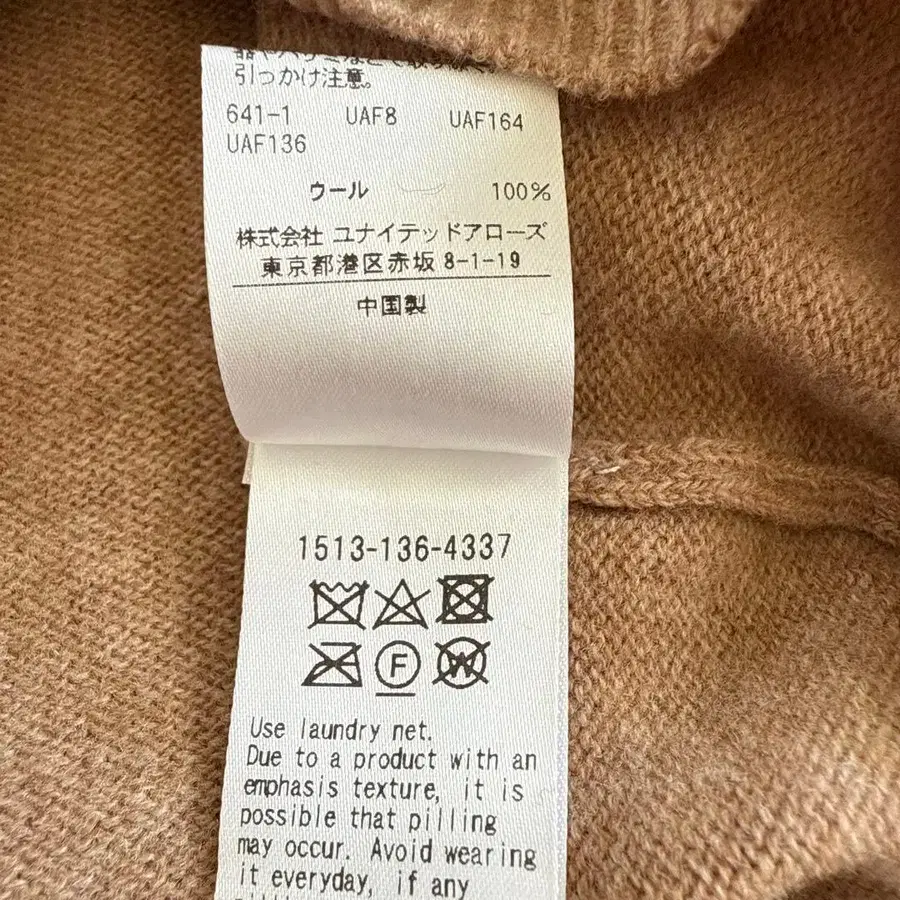 引っかけ注意。
641-1 UAF8 UAF164
UAF136
ウール 100%
株式会社 ユナイテッドアローズ
東京都港区赤坂 8-1-19
中国製
1513-136-4337
F
W
Use laundry net.
Due to a product with an
emphasis texture, it is
possible that pilling
may occur. Avoid wearing
it everyday, if any